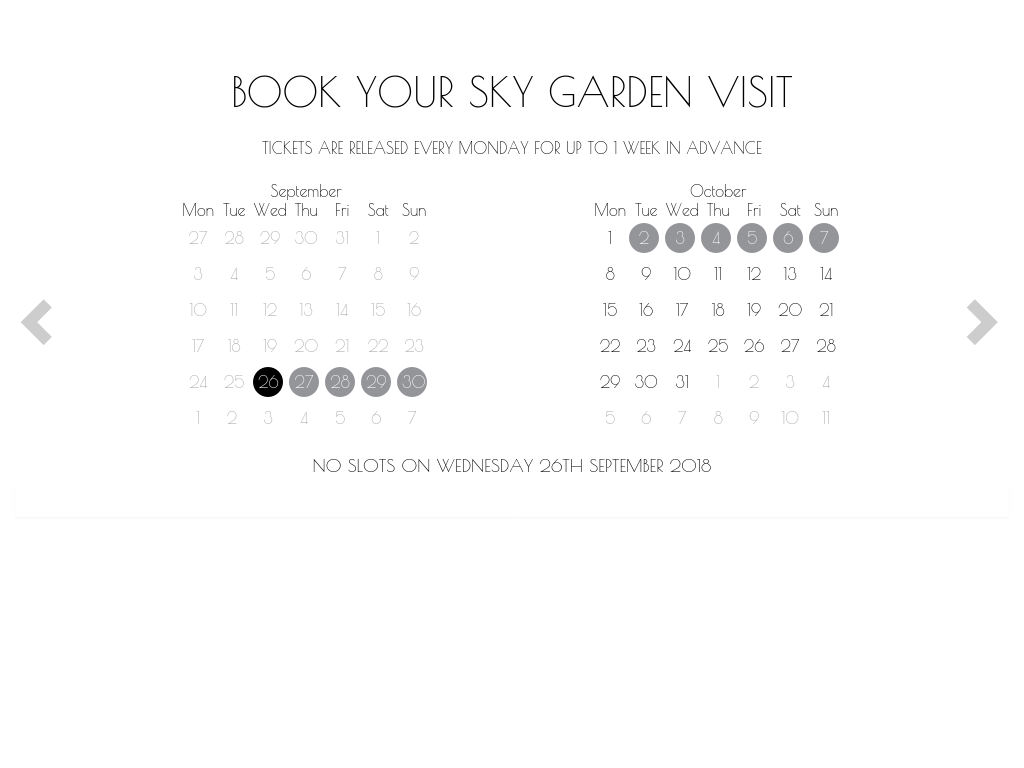 BOOK YOUR SKY GARDEN VISIT
TICKETS ARE RELEASED EVERY MONDAY FOR UP TO 1 WEEK IN ADVANCE
September
Mon Tue Wed Thu Fri Sat Sun
27 28 29 30 31 1 2
3 4 5 6 7 8 9
10 11 12 13 14 15 16
17 18 19 20 21 22 23
24 25 26 27 28 29 30
1 2 3 4 5 6 7
October
Mon Tue Wed Thu Fri Sat Sun
1 2 3 4 5 6 7
8 9 10 11 12 13 14
15 16 17 18 19 20 21
22 23 24 25 26 27 28
29 30 31 1 2 3 4
5 6 7 8 9 10 11
NO SLOTS ON WEDNESDAY 26TH SEPTEMBER 2018